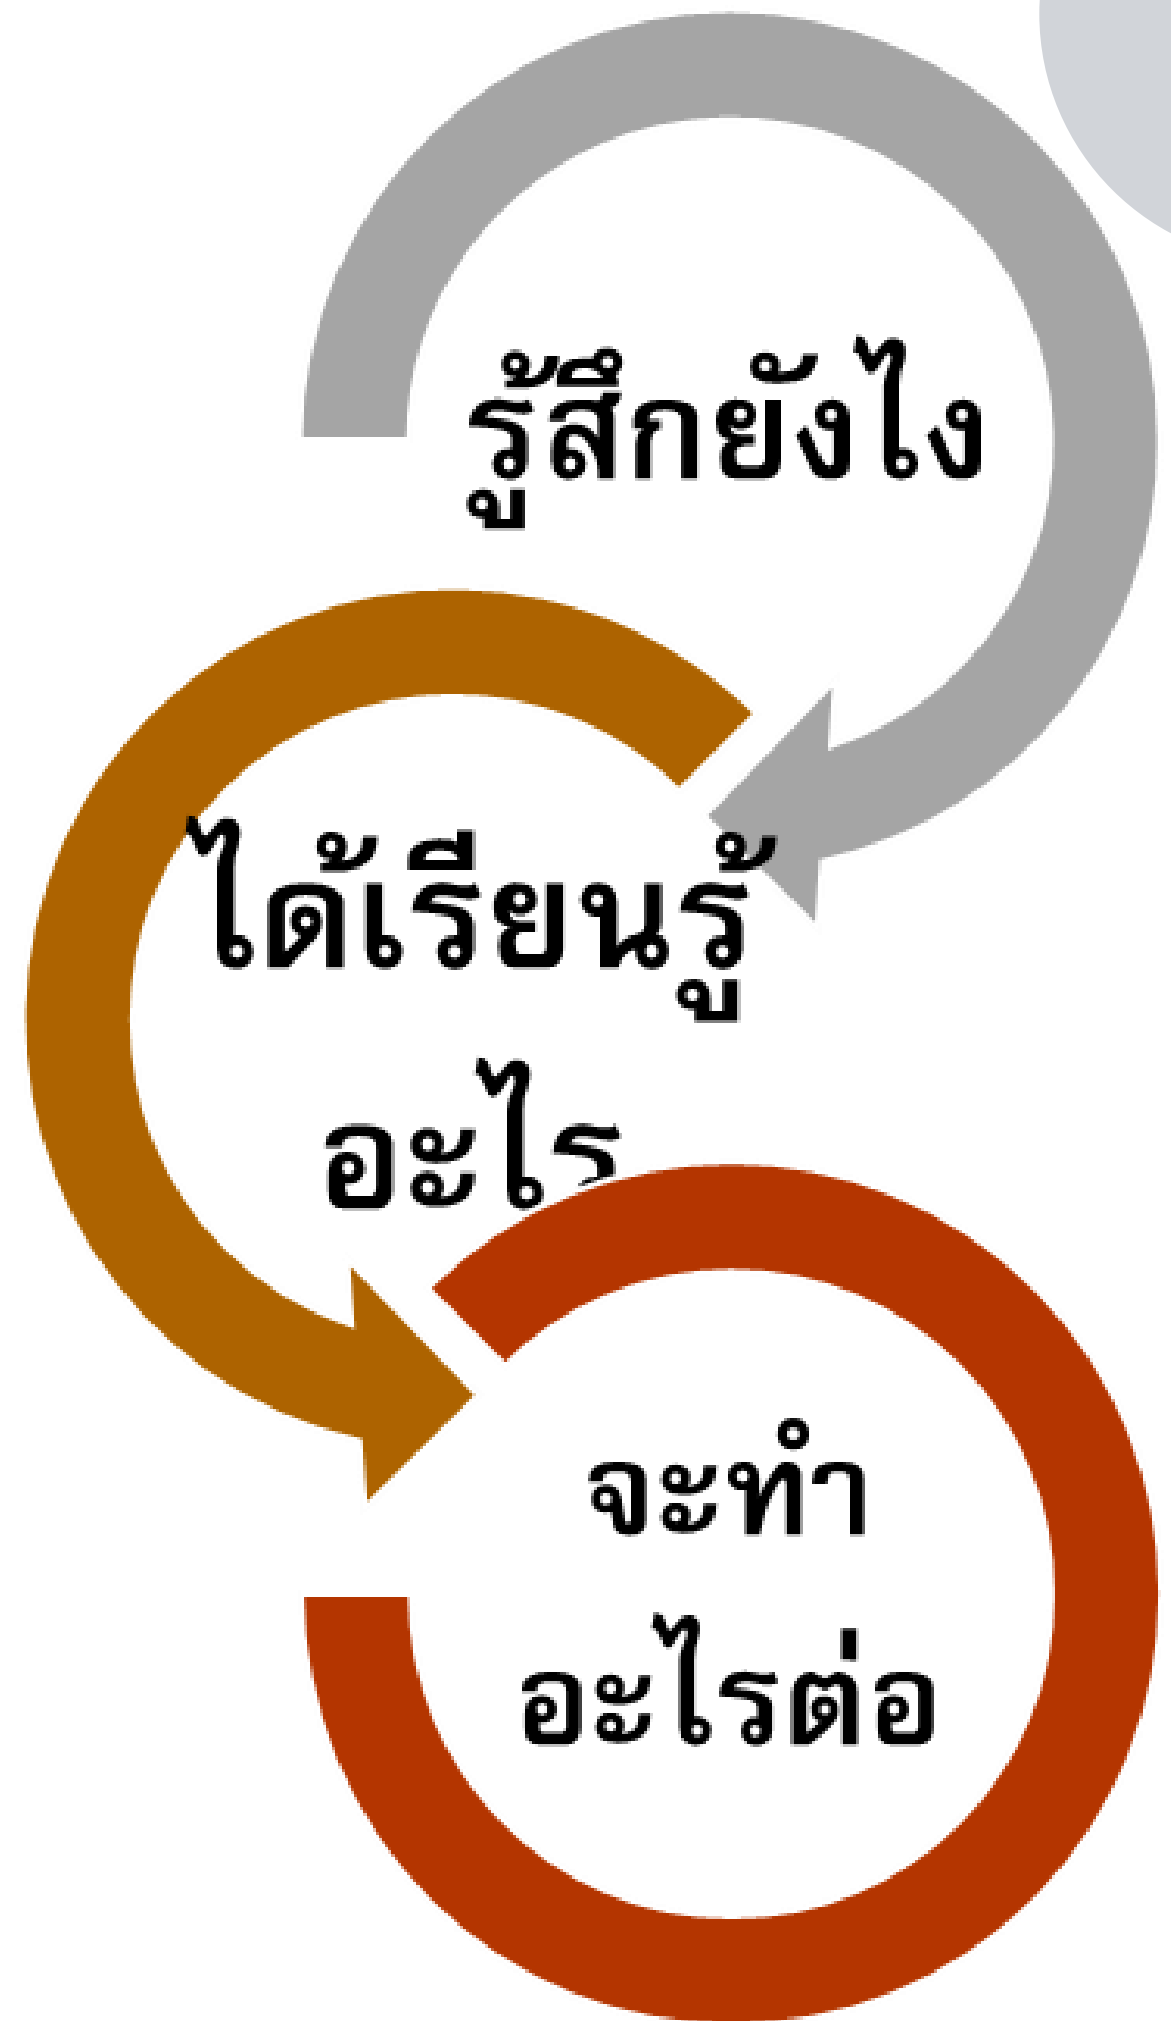 รู้สึกยังไง
ได้เรียนรู้
อะไร
จะทำ
อะไรต่อ